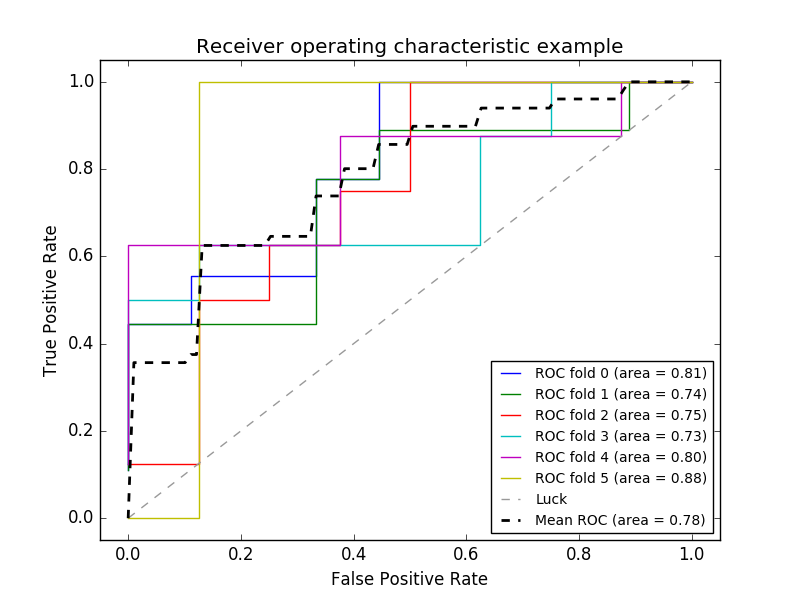 Receiver operating characteristic example
1.0
0.8
0.6
0.4
0.2
0.0
True Positive Rate
ROC fold 0 (area = 0.81)
ROC fold 1 (area = 0.74)
ROC fold 2 (area = 0.75)
ROC fold 3 (area = 0.73)
ROC fold 4 (area = 0.80)
ROC fold 5 (area = 0.88)
Luck
Mean ROC (area = 0.78)
0.0 0.2 0.4 0.6 0.8 1.0
False Positive Rate